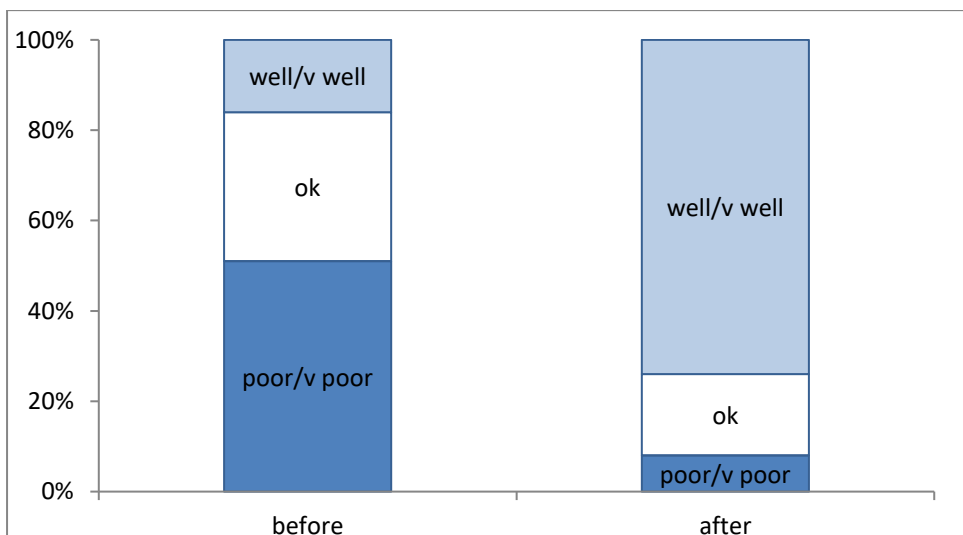 100%
80%
60%
40%
20%
0%
well/v well
ok
poor/v poor
well/v well
ok
poor/v poor
before
after